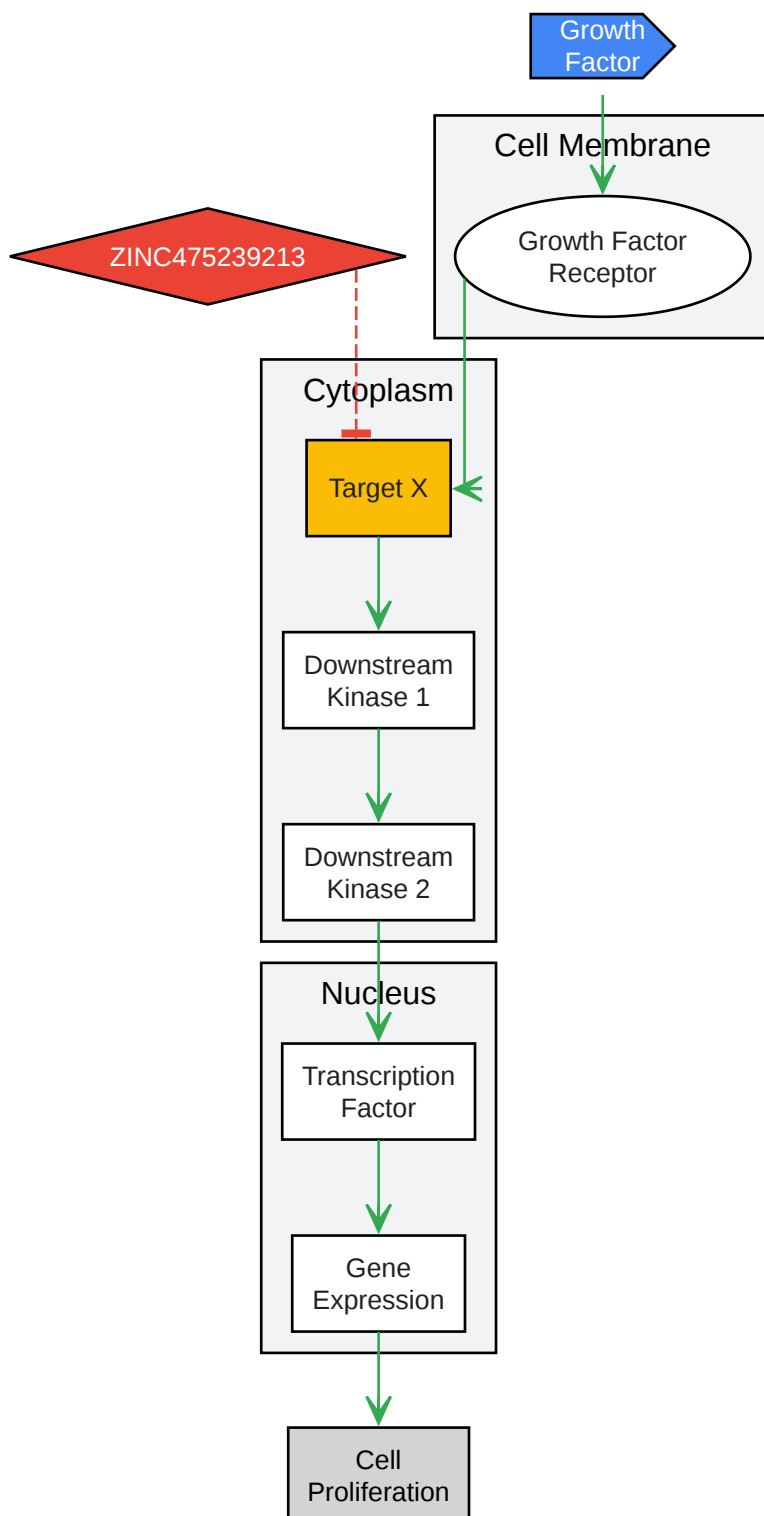 Growth
Factor
Cell Membrane
Growth Factor
Receptor
ZINC475239213
Cytoplasm
Target X
Downstream
Kinase 1
Downstream
Kinase 2
Nucleus
Transcription
Factor
Gene
Expression
Cell
Proliferation